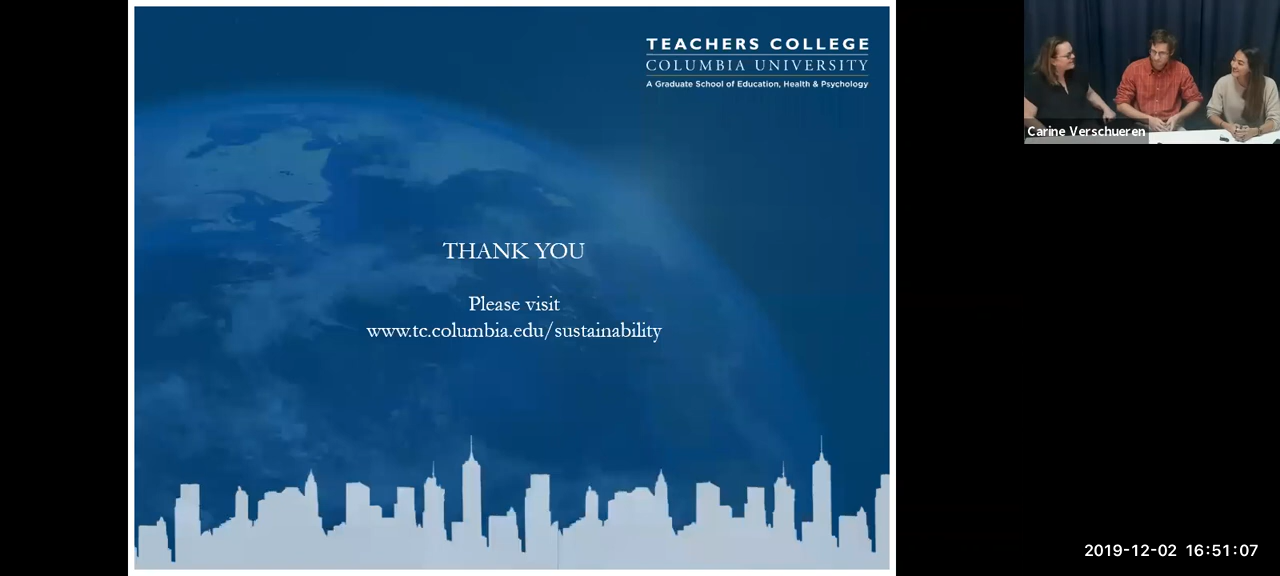 TEACHERS COLLEGE
COLUMBIA UNIVERSITY
A Graduate School of Education, Health & Psychology
Carine Verschueren
THANK YOU
Please visit
www.tc.columbia.edu/sustainability
2019-12-02 16:51:07